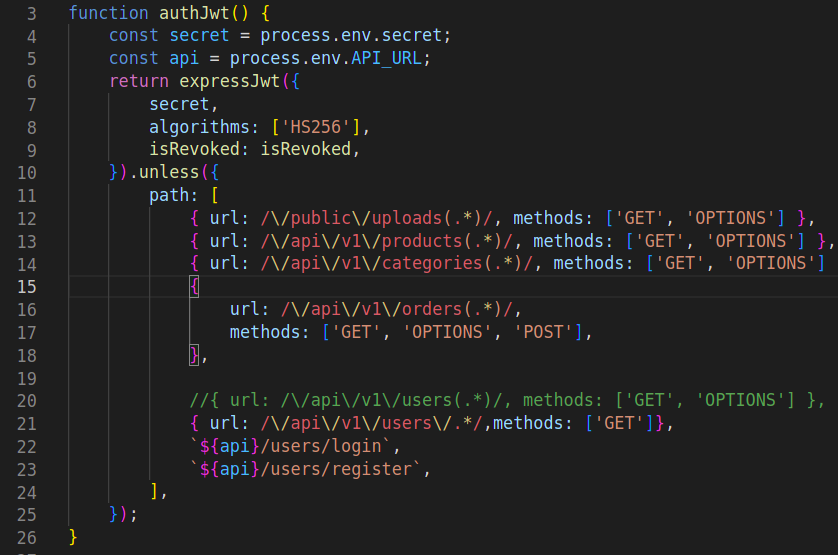 3 function authJwt() {
4 const secret = process.env.secret;
5 const api = process.env.API_URL;
6 return expressJwt({
7 secret,
8 algorithms: ['HS256'],
9 isRevoked: isRevoked,
10 }).unless({
11 path: [
12 { url: /\/public\/uploads(.*)/, methods: ['GET', 'OPTIONS'] },
13 { url: /\/api\/v1\/products(.*)/, methods: ['GET', 'OPTIONS'] },
14 { url: /\/api\/v1\/categories(.*)/, methods: ['GET', 'OPTIONS']
15 {
16 url: /\/api\/v1\/orders(.*)/,
17 methods: ['GET', 'OPTIONS', 'POST'],
18 },
19
20 //{ url: /\/api\/v1\/users(.*)/, methods: ['GET', 'OPTIONS'] },
21 { url: /\/api\/v1\/users\/.*/,methods: ['GET']},
22 `${api}/users/login`,
23 `${api}/users/register`,
24 ],
25 });
26 }